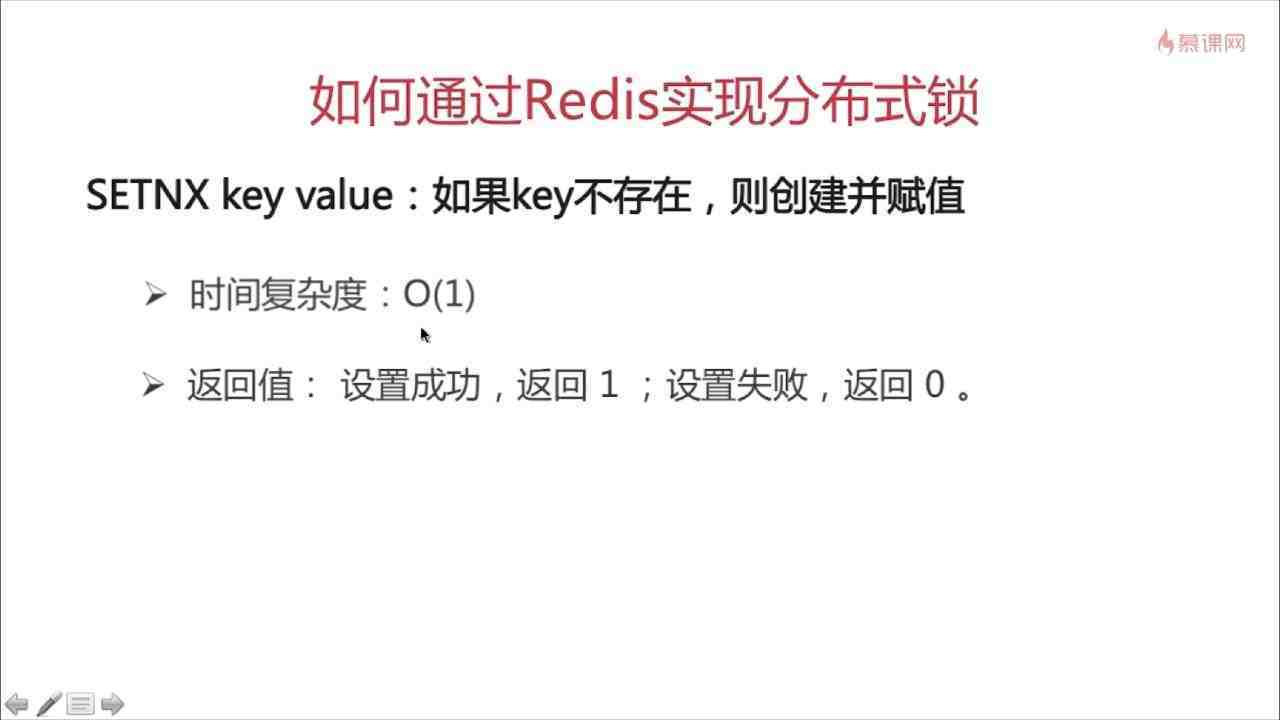 慕课网
如何通过Redis实现分布式锁
SETNX key value：如果key不存在，则创建并赋值
时间复杂度：O(1)
返回值： 设置成功，返回 1 ；设置失败，返回 0 。